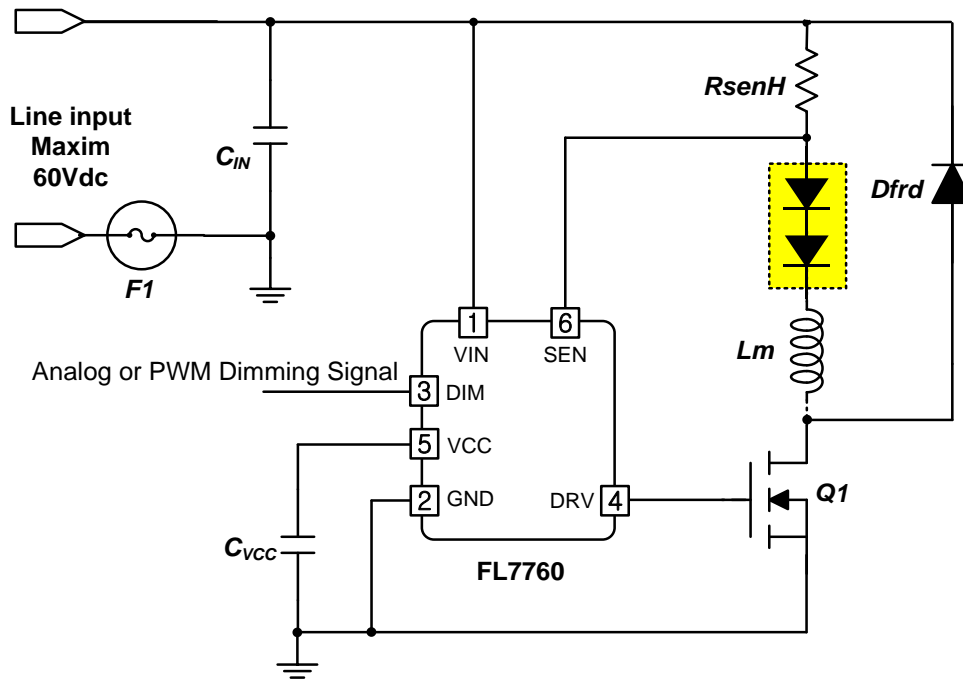 RsenH
Line input
Maxim
60Vdc
C_IN
Dfrd
F1
1
6
VIN
SEN
Lm
Analog or PWM Dimming Signal
3
DIM
5
VCC
2
GND
DRV
4
Q1
C_VCC
FL7760